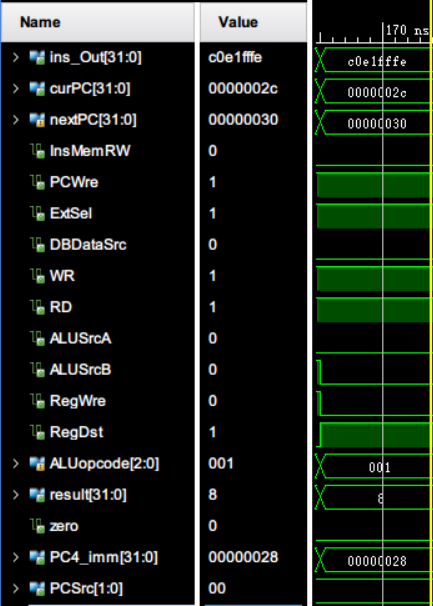 Name Value 170 ns
ins_Out[31:0] c0e1fffe c0e1fffe
curPC[31:0] 0000002c 0000002c
nextPC[31:0] 00000030 00000030
InsMemRW 0
PCWre 1
ExtSel 1
DBDataSrc 0
WR 1
RD 1
ALUSrcA 0
ALUSrcB 0
RegWre 0
RegDst 1
ALUopcode[2:0] 001 001
result[31:0] 8 8
zero 0
PC4_imm[31:0] 00000028 00000028
PCSrc[1:0] 00